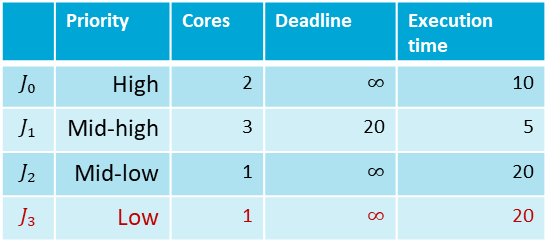 Priority Cores Deadline Execution time
J₀ High 2 ∞ 10
J₁ Mid-high 3 20 5
J₂ Mid-low 1 ∞ 20
J₃ Low 1 ∞ 20